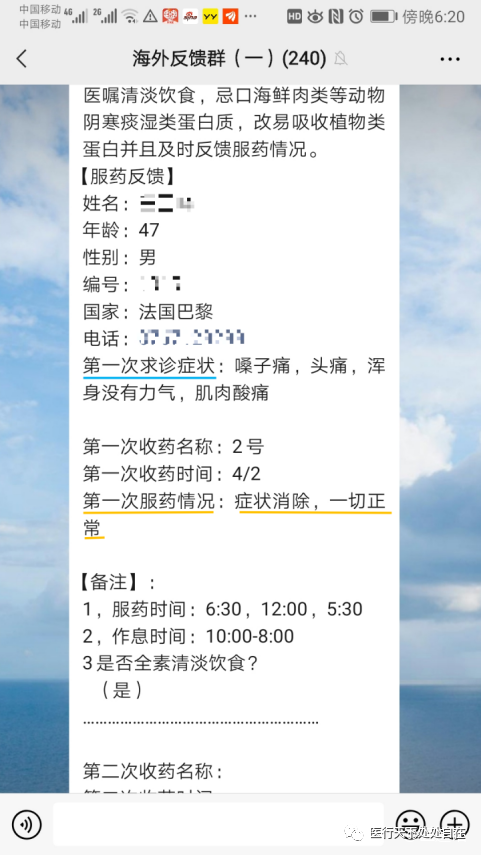 中国移动 4G 2G 傍晚6:20
中国移动 HD
YY
海外反馈群（一）(240)
医嘱清淡饮食，忌口海鲜肉类等动物
阴寒痰湿类蛋白质，改易吸收植物类
蛋白并且及时反馈服药情况。
【服药反馈】
姓名：
年龄：47
性别：男
编号：
国家：法国巴黎
电话：
第一次求诊症状：嗓子痛，头痛，浑
身没有力气，肌肉酸痛
第一次收药名称：2号
第一次收药时间：4/2
第一次服药情况：症状消除，一切正
常
【备注】：
1，服药时间：6:30，12:00，5:30
2，作息时间：10:00-8:00
3是否全素清淡饮食？
（是）
………………………………………………
第二次收药名称：
第二次收药时间
医行天下处处自在